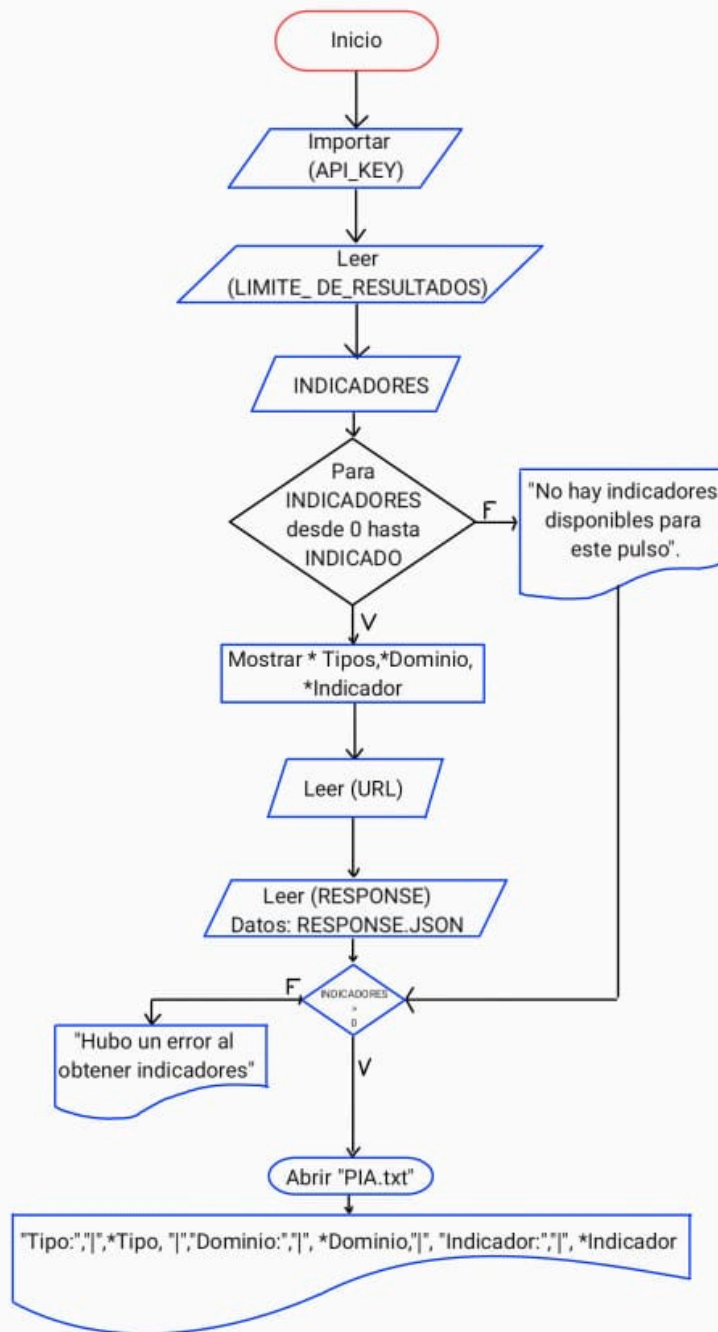 Inicio
Importar
(API_KEY)
Leer
(LIMITE_ DE_RESULTADOS)
INDICADORES
Para
INDICADORES
desde 0 hasta
INDICADO
F
"No hay indicadores
disponibles para
este pulso".
V
Mostrar * Tipos,*Dominio,
*Indicador
Leer (URL)
Leer (RESPONSE)
Datos: RESPONSE.JSON
F
INDICADORES
>
0
"Hubo un error al
obtener indicadores"
V
Abrir "PIA.txt"
"Tipo:","|",*Tipo, "|","Dominio:","|", *Dominio,"|", "Indicador:","|", *Indicador